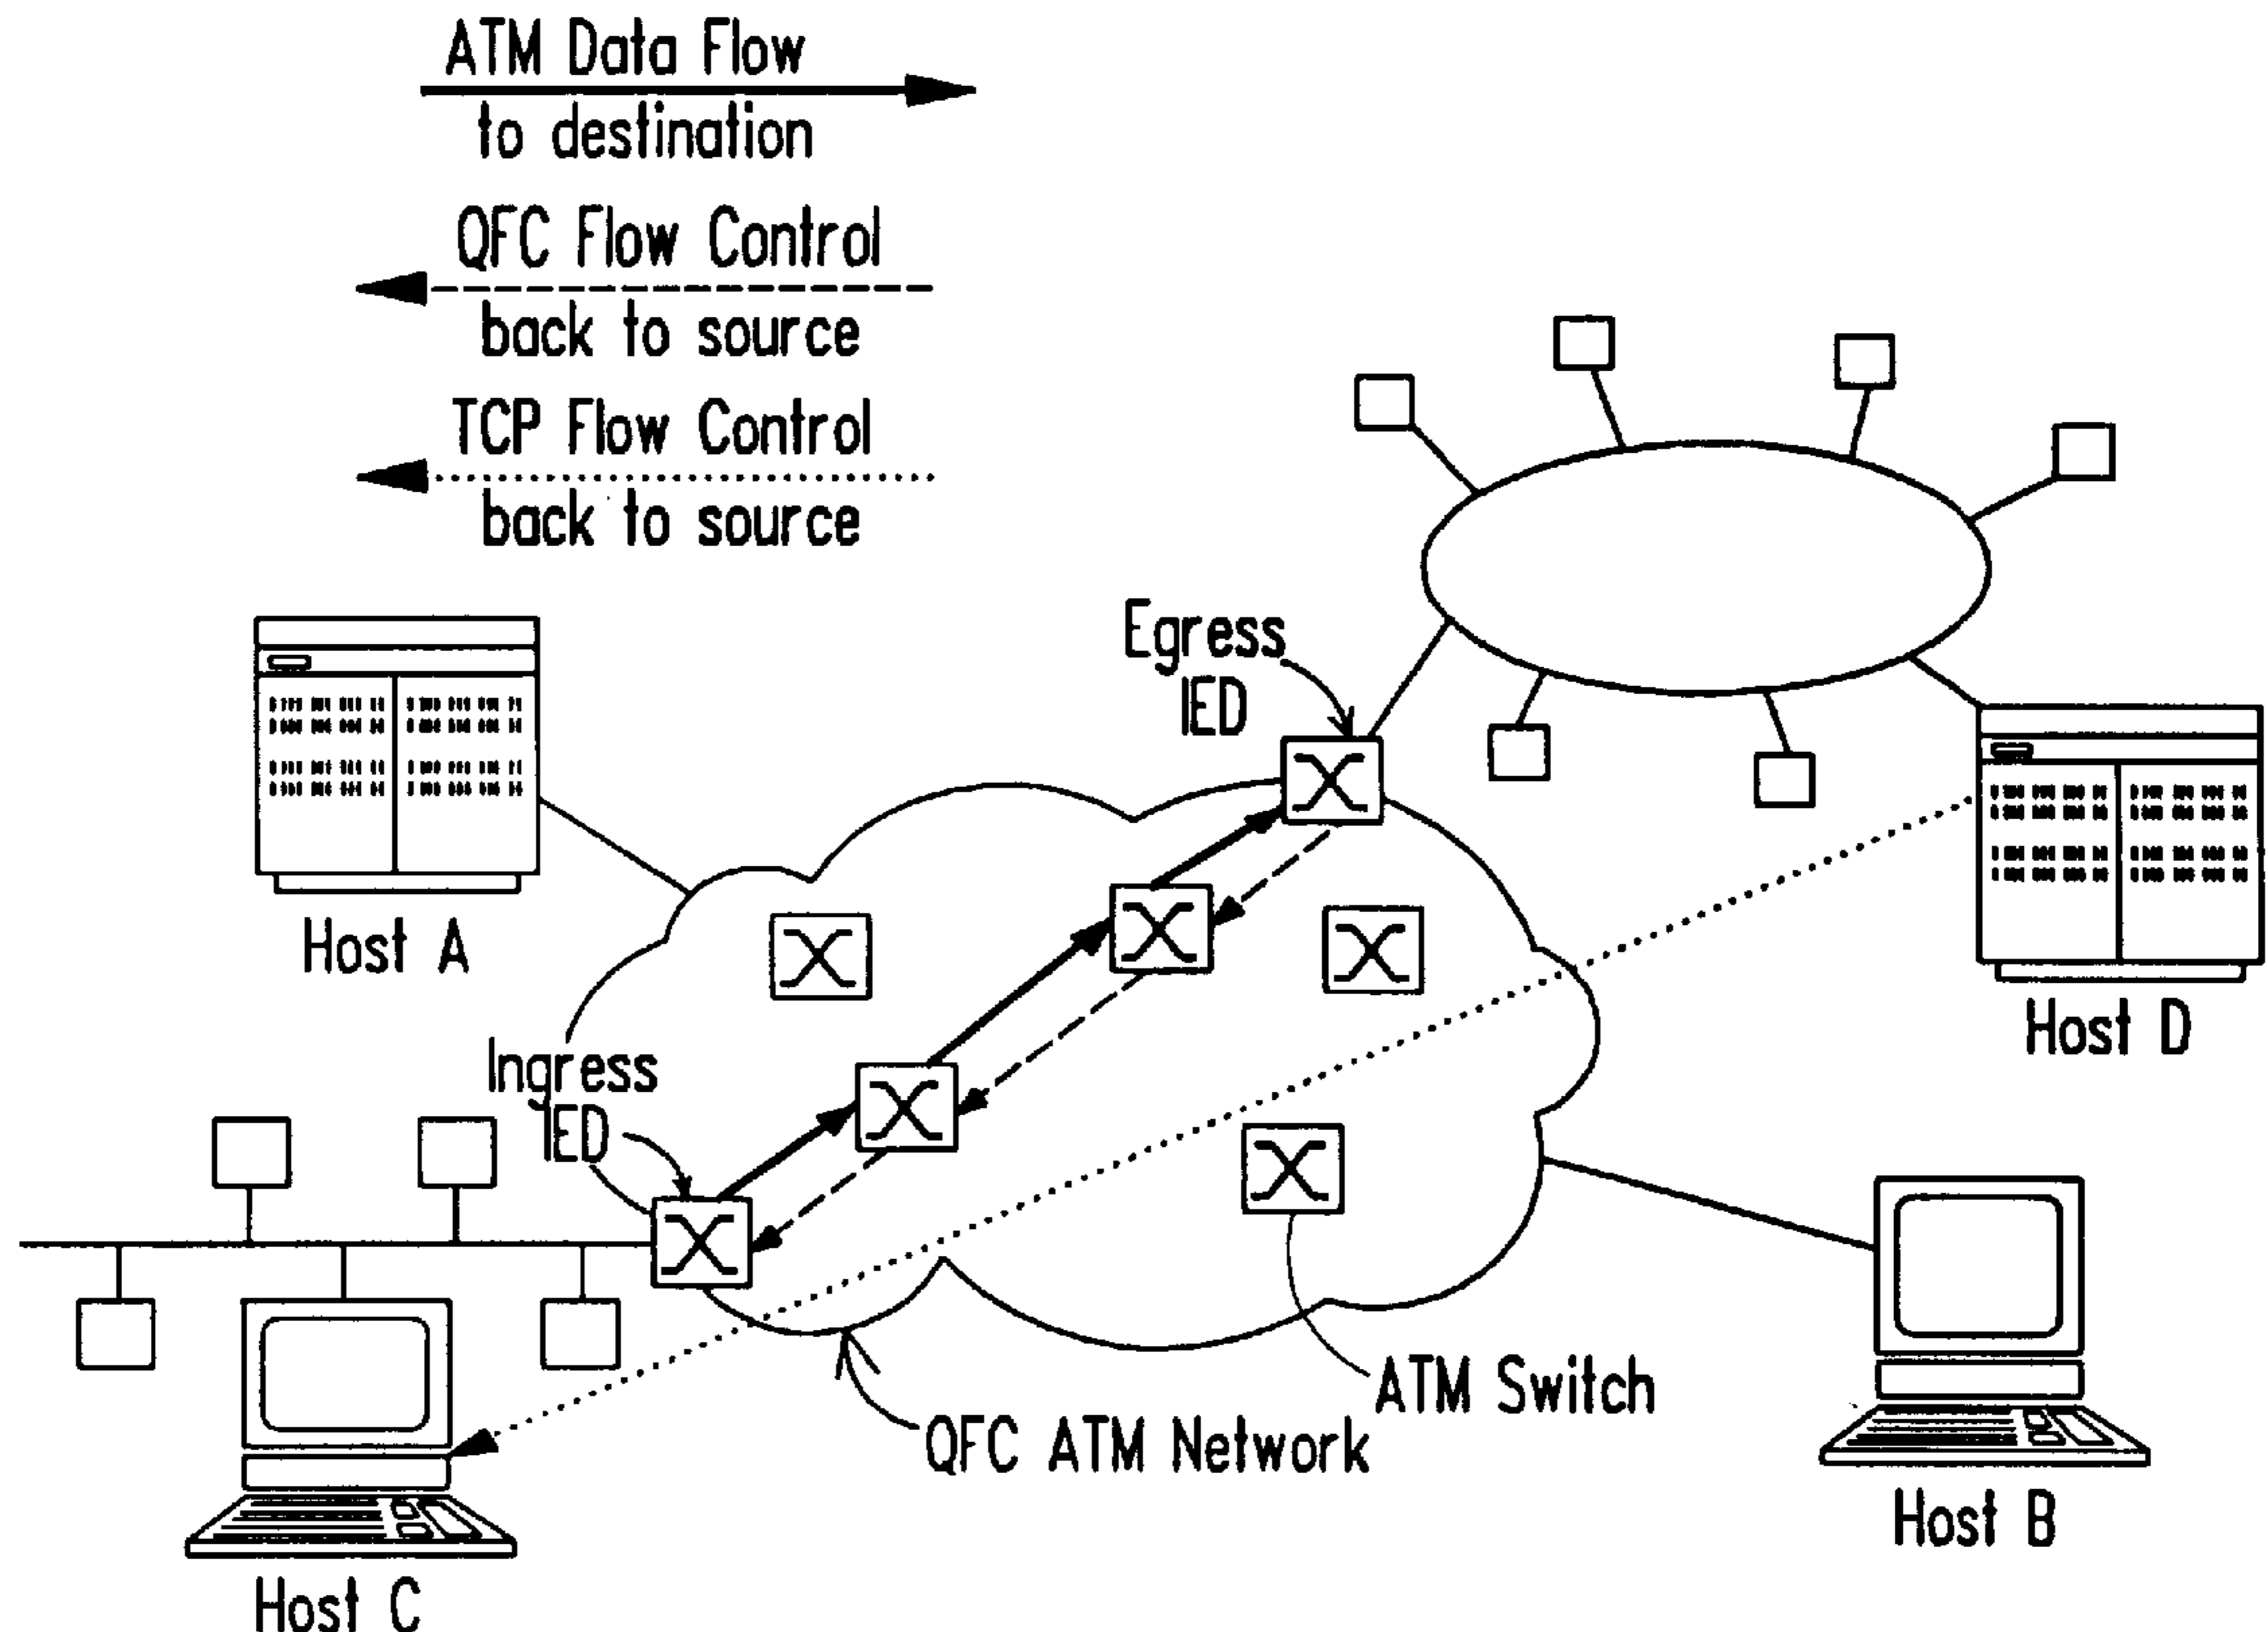 ATM Data Flow
to destination
QFC Flow Control
back to source
TCP Flow Control
back to source
Egress
IED
Host A
Host D
Ingress
IED
ATM Switch
QFC ATM Network
Host B
Host C